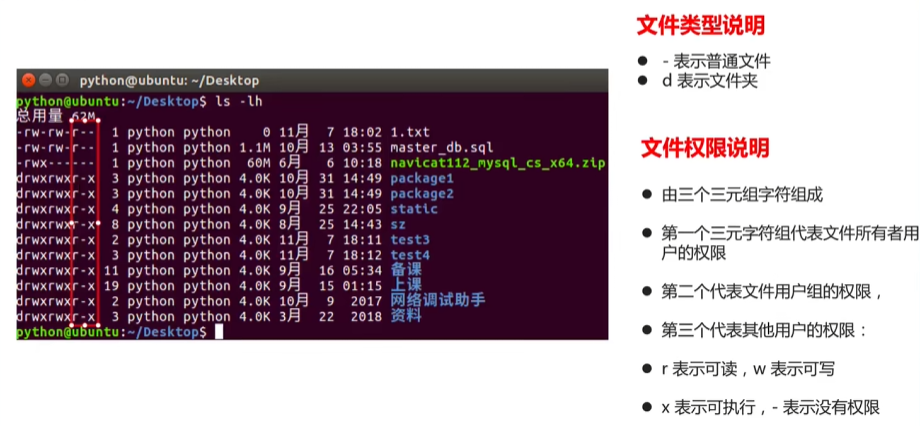 python@ubuntu: ~/Desktop
python@ubuntu:~/Desktop$ ls -lh
总用量 62M
-rw-rw-r-- 1 python python 0 11月 7 18:02 1.txt
-rw-rw-r-- 1 python python 1.1M 10月 13 03:55 master_db.sql
-rwx------ 1 python python 60M 6月 6 10:18 navicat112_mysql_cs_x64.zip
drwxrwxr-x 3 python python 4.0K 10月 31 14:49 package1
drwxrwxr-x 3 python python 4.0K 10月 31 14:49 package2
drwxrwxr-x 4 python python 4.0K 9月 25 22:05 static
drwxrwxr-x 8 python python 4.0K 8月 25 14:43 sz
drwxrwxr-x 2 python python 4.0K 11月 7 18:11 test3
drwxrwxr-x 3 python python 4.0K 11月 7 18:12 test4
drwxrwxr-x 11 python python 4.0K 9月 16 05:34 备课
drwxrwxr-x 19 python python 4.0K 9月 15 01:15 上课
drwxrwxr-x 2 python python 4.0K 10月 9 2017 网络调试助手
drwxrwxr-x 3 python python 4.0K 3月 22 2018 资料
python@ubuntu:~/Desktop$
文件类型说明
- 表示普通文件
d 表示文件夹
文件权限说明
由三个三元组字符组成
第一个三元字符组代表文件所有者用
户的权限
第二个代表文件用户组的权限，
第三个代表其他用户的权限：
r 表示可读，w 表示可写
x 表示可执行，- 表示没有权限